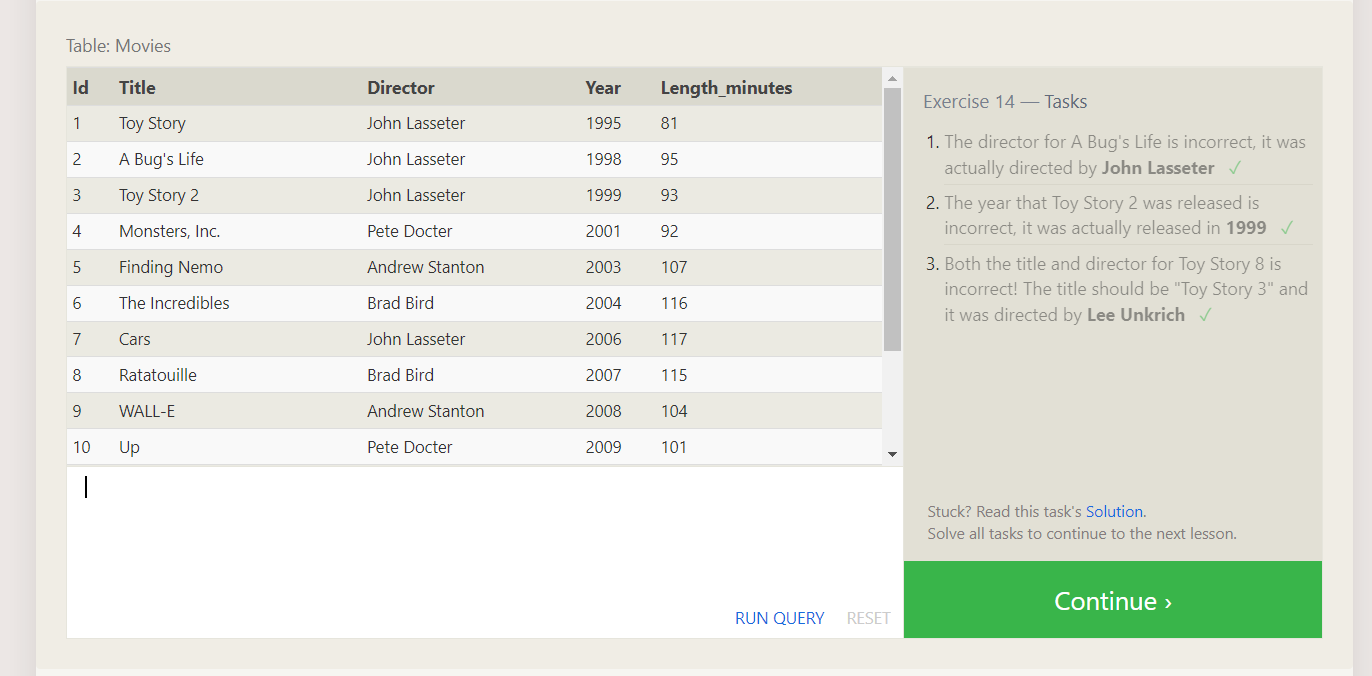 Table: Movies
Id Title Director Year Length_minutes
1 Toy Story John Lasseter 1995 81
2 A Bug's Life John Lasseter 1998 95
3 Toy Story 2 John Lasseter 1999 93
4 Monsters, Inc. Pete Docter 2001 92
5 Finding Nemo Andrew Stanton 2003 107
6 The Incredibles Brad Bird 2004 116
7 Cars John Lasseter 2006 117
8 Ratatouille Brad Bird 2007 115
9 WALL-E Andrew Stanton 2008 104
10 Up Pete Docter 2009 101
RUN QUERY RESET
Exercise 14 — Tasks
1. The director for A Bug's Life is incorrect, it was
actually directed by John Lasseter ✓
2. The year that Toy Story 2 was released is
incorrect, it was actually released in 1999 ✓
3. Both the title and director for Toy Story 8 is
incorrect! The title should be "Toy Story 3" and
it was directed by Lee Unkrich ✓
Stuck? Read this task's Solution.
Solve all tasks to continue to the next lesson.
Continue ›